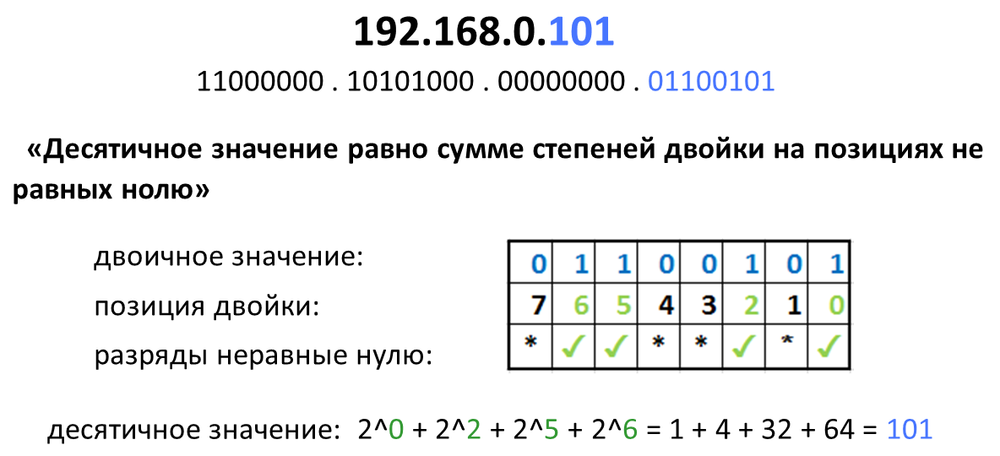 192.168.0.101
11000000 . 10101000 . 00000000 . 01100101
«Десятичное значение равно сумме степеней двойки на позициях не
равных нолю»
двоичное значение: 0 1 1 0 0 1 0 1
позиция двойки: 7 6 5 4 3 2 1 0
разряды неравные нулю: * ✓ ✓ * * ✓ * ✓
десятичное значение: 2^0 + 2^2 + 2^5 + 2^6 = 1 + 4 + 32 + 64 = 101